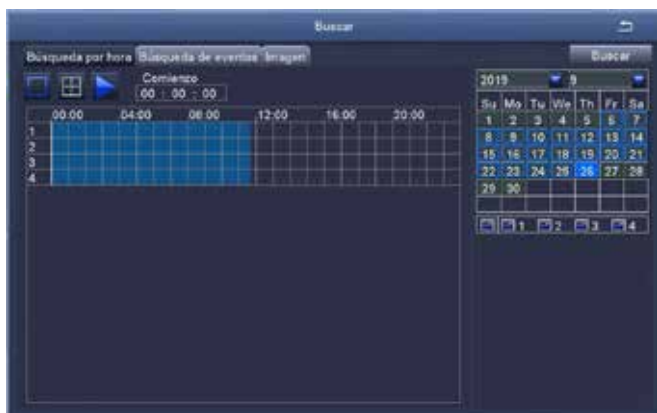 Buscar
Búsqueda por hora Búsqueda de eventos Imagen Buscar
Comienzo
00 : 00 : 00
2019 9
Su Mo Tu We Th Fr Sa
1 2 3 4 5 6 7
8 9 10 11 12 13 14
15 16 17 18 19 20 21
22 23 24 25 26 27 28
29 30
1 2 3 4
00:00 04:00 08:00 12:00 16:00 20:00
1
2
3
4